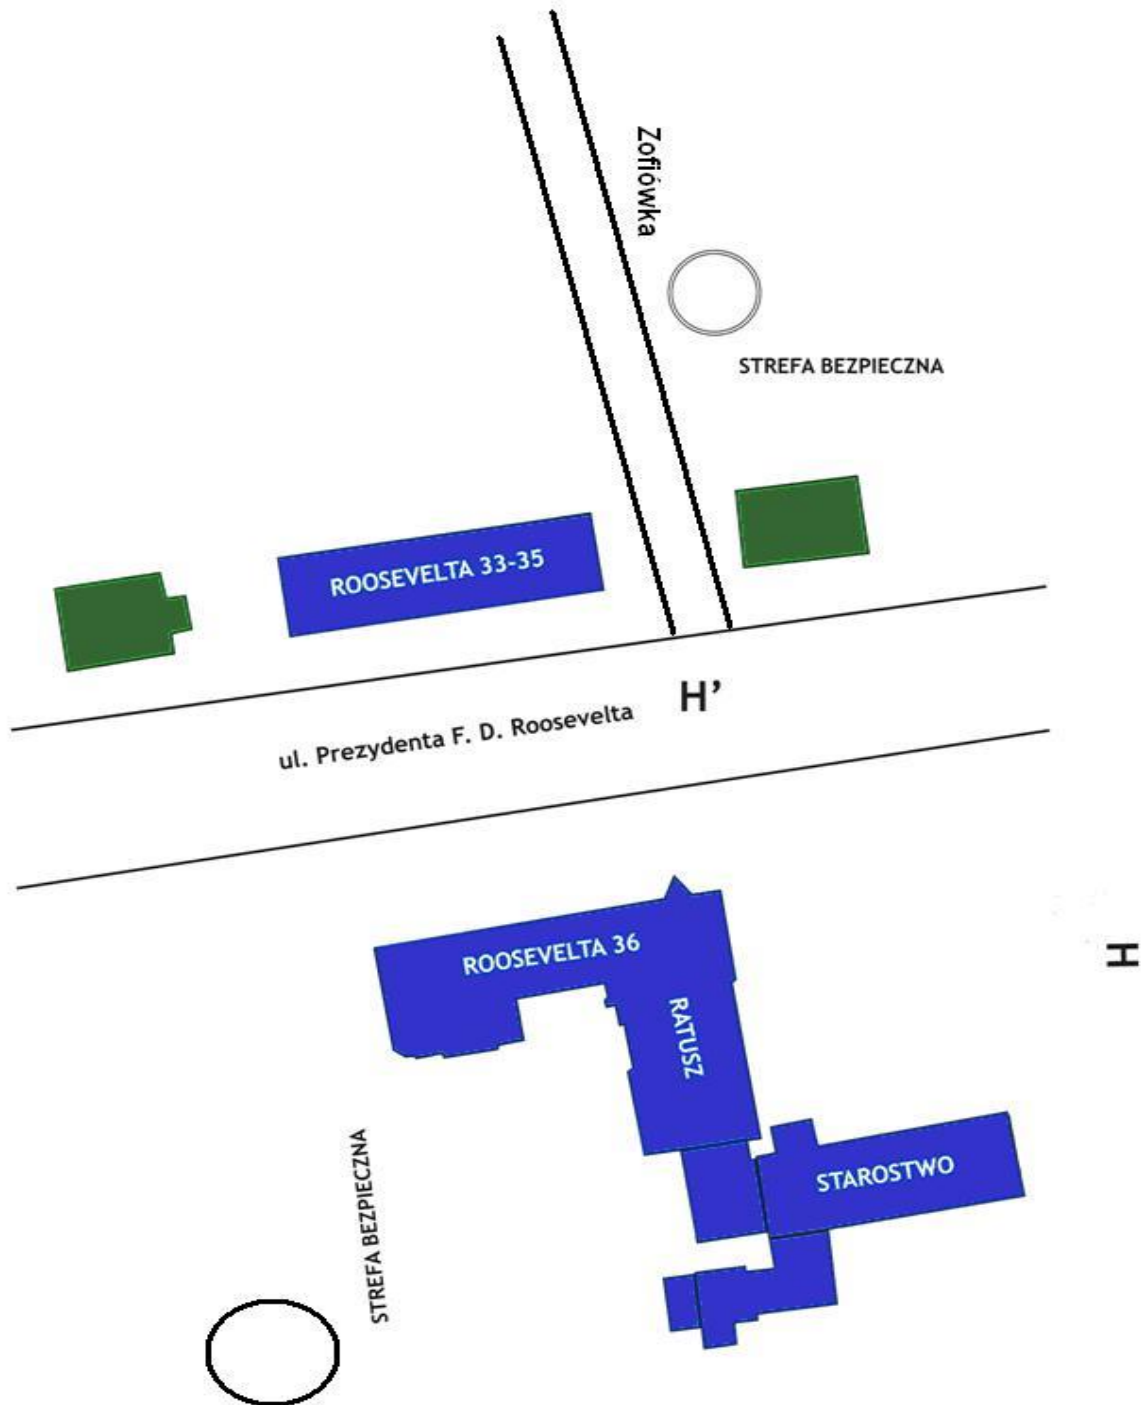 Zofiówka
STREFA BEZPIECZNA
ROOSEVELTA 33-35
H’
ul. Prezydenta F. D. Roosevelta
ROOSEVELTA 36
H
RATUSZ
STAROSTWO
STREFA BEZPIECZNA